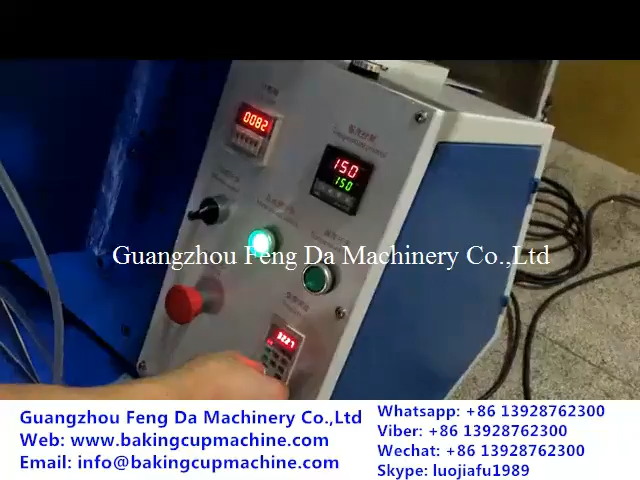 0082
150
150
Guangzhou Feng Da Machinery Co.,Ltd
Guangzhou Feng Da Machinery Co.,Ltd
Web: www.bakingcupmachine.com
Email: info@bakingcupmachine.com
Whatsapp: +86 13928762300
Viber: +86 13928762300
Wechat: +86 13928762300
Skype: luojiafu1989